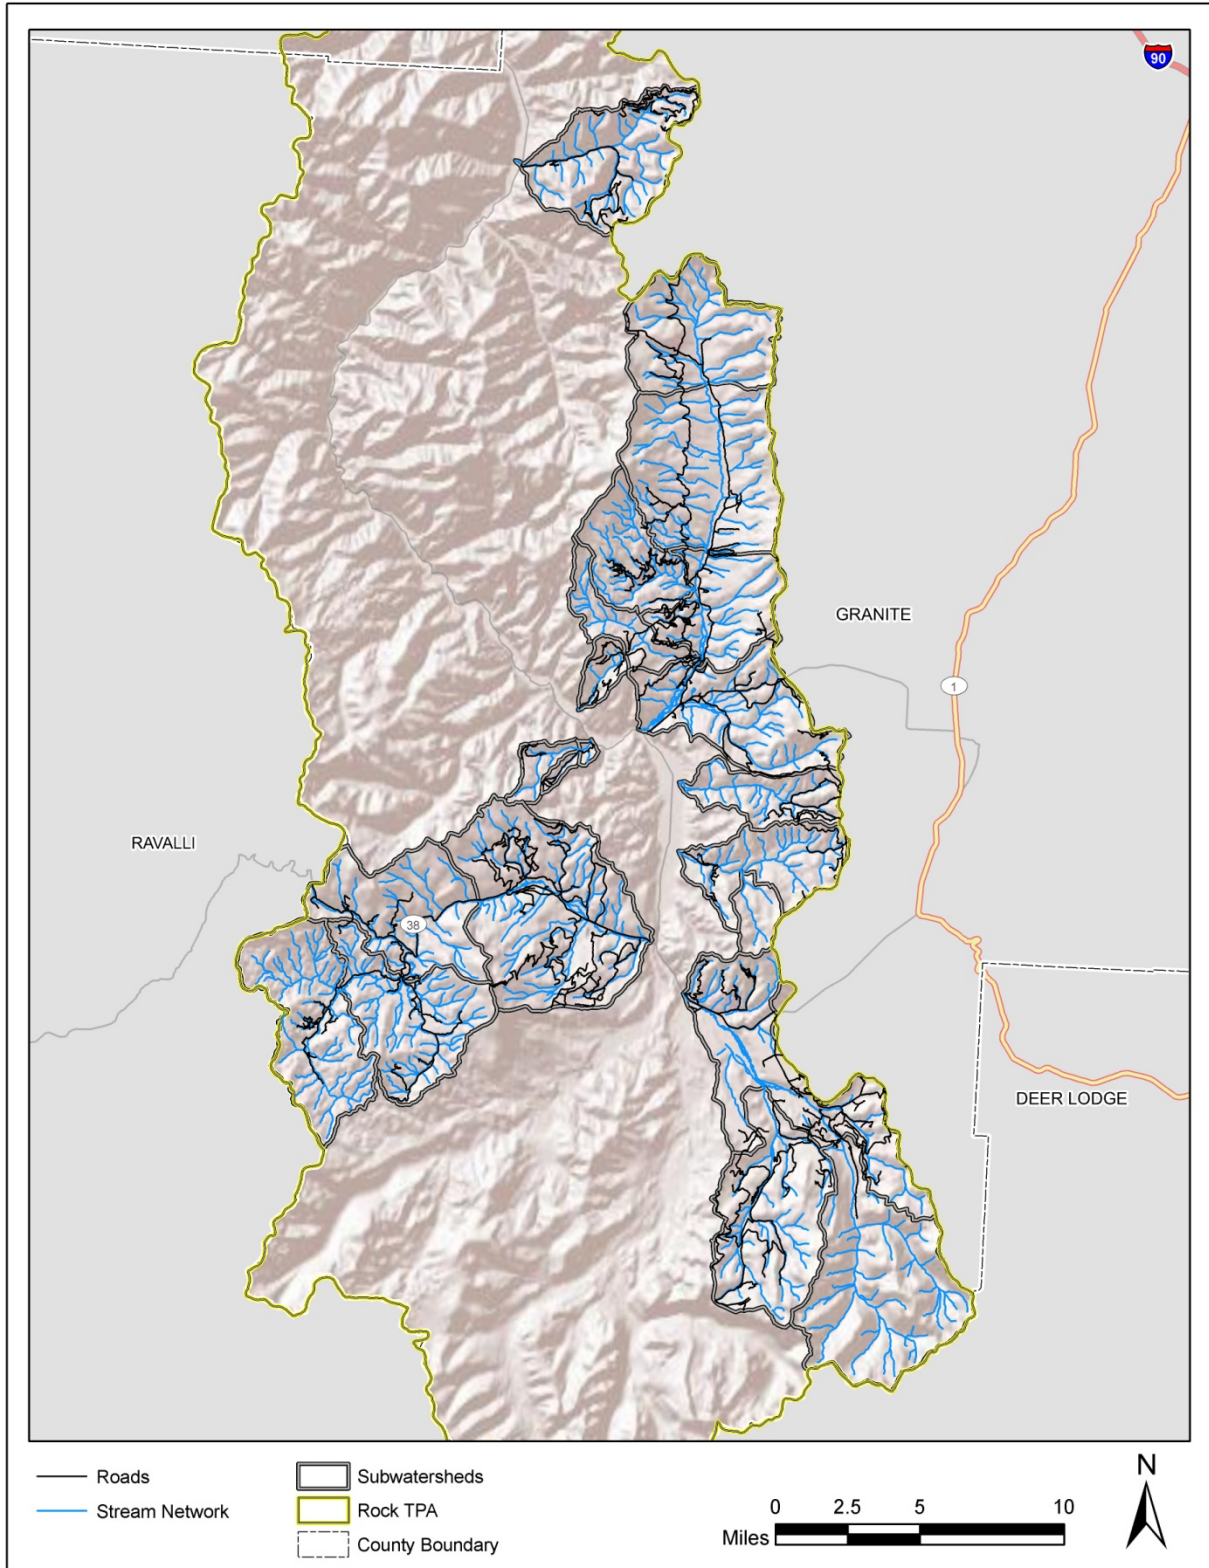 90
GRANITE
1
RAVALLI
38
DEER LODGE
Roads
Stream Network
Subwatersheds
Rock TPA
County Boundary
0 2.5 5 10
Miles
N